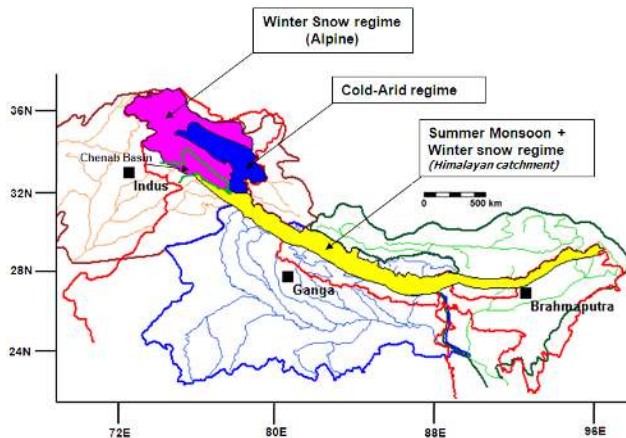 Winter Snow regime
(Alpine)
Cold-Arid regime
Summer Monsoon +
Winter snow regime
(Himalayan catchment)
36N
Chenab Basin
Indus
32N
0 500 km
28N
Ganga
Brahmaputra
24N
72E 80E 88E 96E